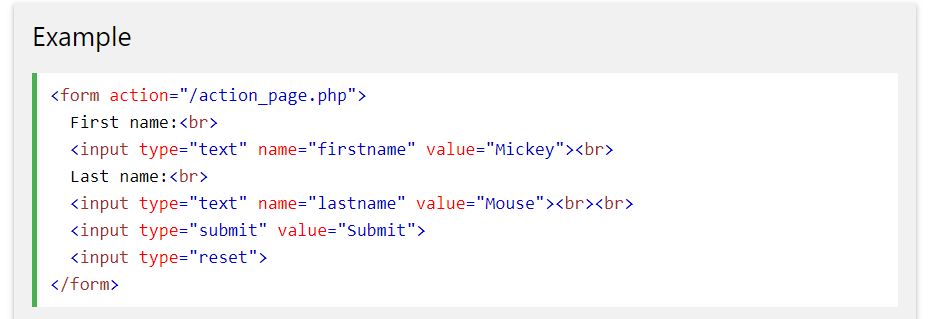 Example
<form action="/action_page.php">
First name:<br>
<input type="text" name="firstname" value="Mickey"><br>
Last name:<br>
<input type="text" name="lastname" value="Mouse"><br><br>
<input type="submit" value="Submit">
<input type="reset">
</form>